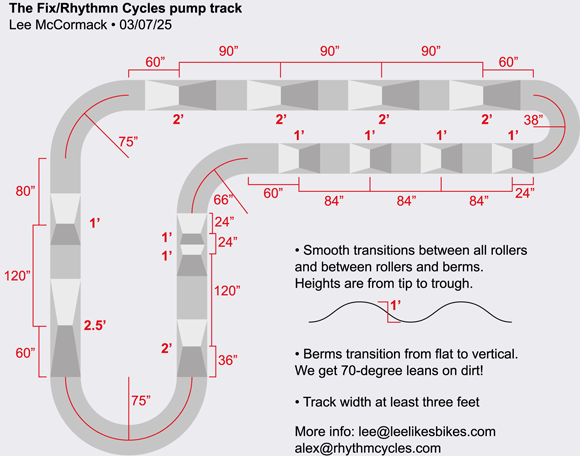 The Fix/Rhythmn Cycles pump track
Lee McCormack • 03/07/25
60” 90” 90” 90” 60”
2’ 2’ 2’ 2’
38”
75”
1’ 1’ 1’ 1’
60” 84” 84” 84” 24”
66”
80”
1’
120”
2.5’
60”
24”
1’ 24”
1’
120”
2’ 36”
75”
• Smooth transitions between all rollers
and between rollers and berms.
Heights are from tip to trough.
1’
• Berms transition from flat to vertical.
We get 70-degree leans on dirt!
• Track width at least three feet
More info: lee@leelikesbikes.com
alex@rhythmcycles.com